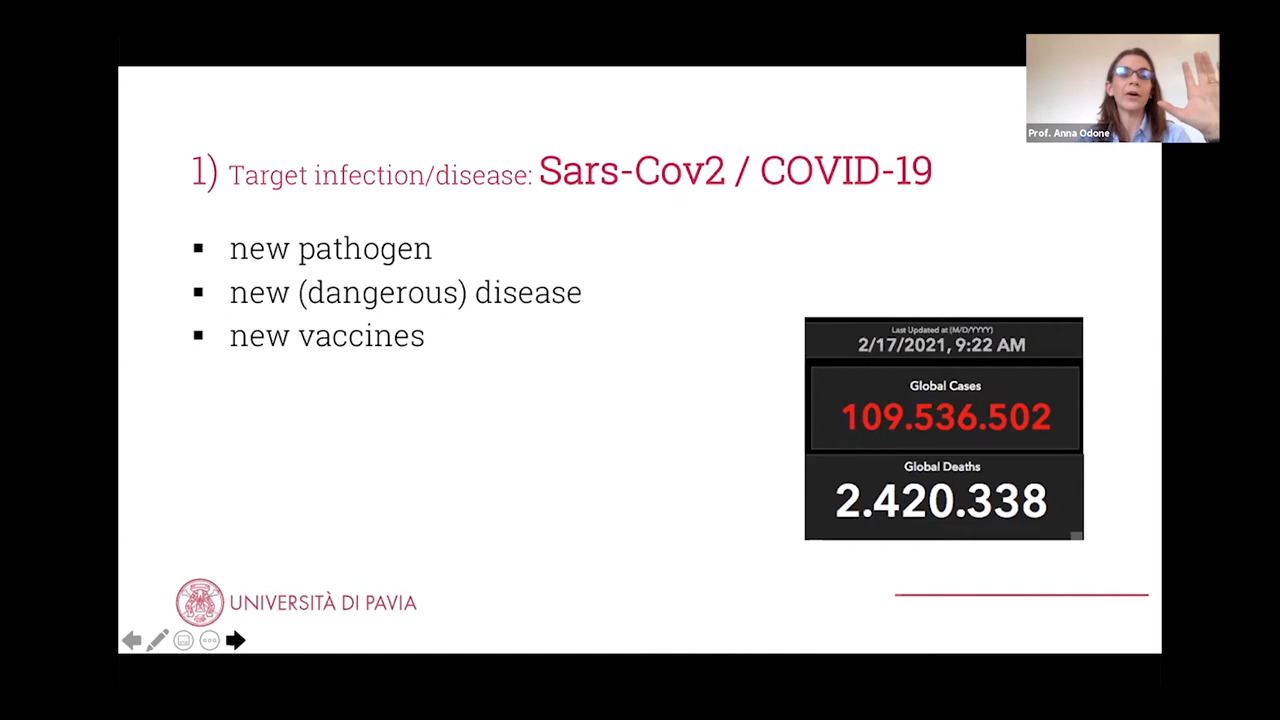 Prof. Anna Odone
1) Target infection/disease: Sars-Cov2 / COVID-19
▪ new pathogen
▪ new (dangerous) disease
▪ new vaccines
Last Updated at (M/D/YYYY)
2/17/2021, 9:22 AM
Global Cases
109.536.502
Global Deaths
2.420.338
UNIVERSITÀ DI PAVIA